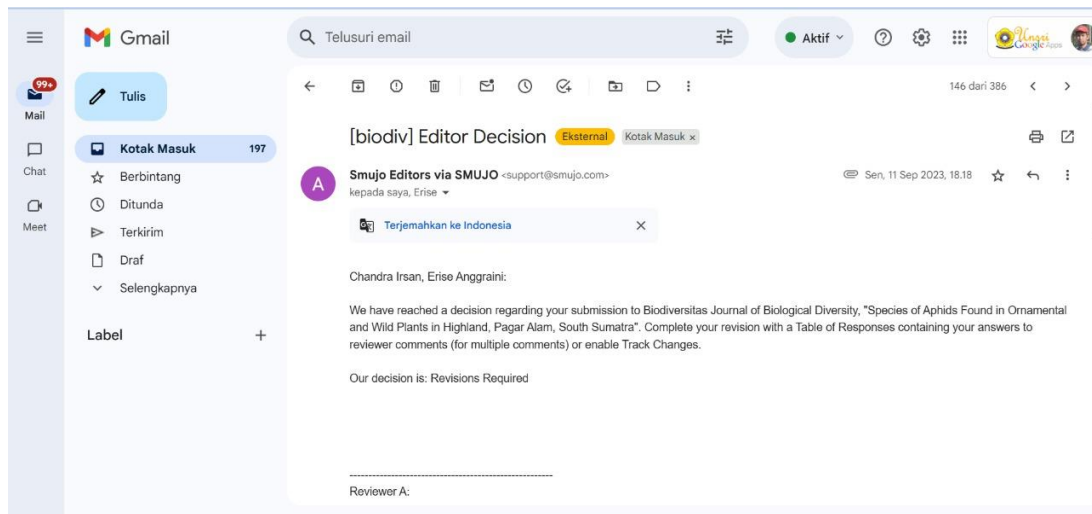 Gmail
Telusuri email
Aktif
Unsri
Google Apps
99+
Mail
Chat
Meet
Tulis
Kotak Masuk 197
Berbintang
Ditunda
Terkirim
Draf
Selengkapnya
Label
146 dari 386
[biodiv] Editor Decision Eksternal Kotak Masuk x
Smujo Editors via SMUJO <support@smujo.com>
Sen, 11 Sep 2023, 18.18
kepada saya, Erise
A
Terjemahkan ke Indonesia
Chandra Irsan, Erise Anggraini:
We have reached a decision regarding your submission to Biodiversitas Journal of Biological Diversity, "Species of Aphids Found in Ornamental
and Wild Plants in Highland, Pagar Alam, South Sumatra". Complete your revision with a Table of Responses containing your answers to
reviewer comments (for multiple comments) or enable Track Changes.
Our decision is: Revisions Required
------------------------------------------------------
Reviewer A: